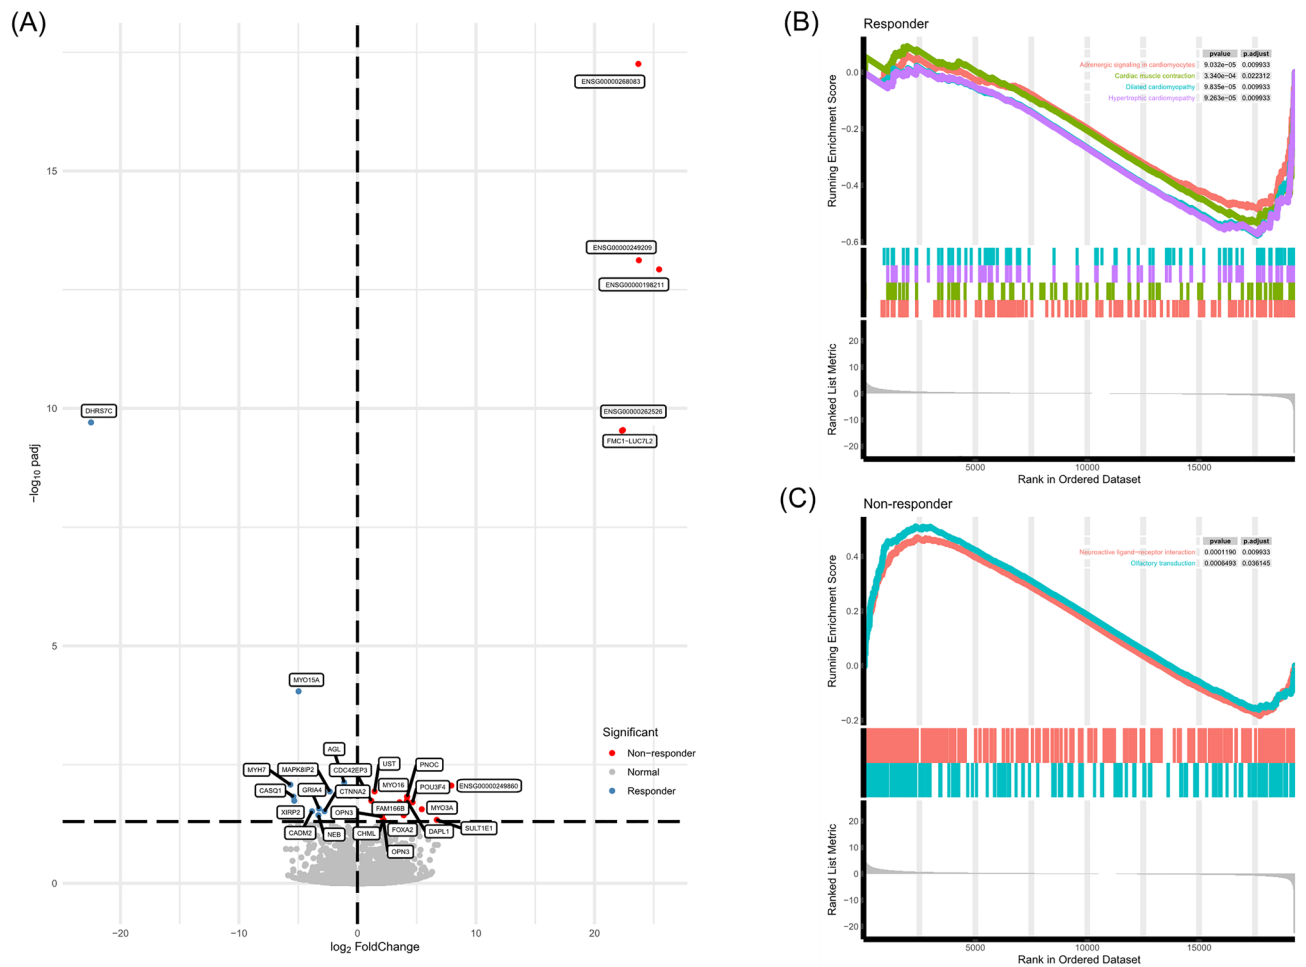 (A)
ENSG00000268083
ENSG00000249209
ENSG00000198211
DHRS7C
ENSG00000262526
FMC1−LUC7L2
MYO15A
AGL
MYH7
MAPK8IP2
CDC42EP3
UST
PNOC
CASQ1
GRIA4
CTNNA2
MYO16
POU3F4
ENSG00000249860
XIRP2
OPN3
FAM166B
MYO3A
CADM2
NEB
CHML
FOXA2
DAPL1
SULT1E1
OPN3
Significant
Non−responder
Normal
Responder
15
10
5
0
−log10 padj
−20
−10
0
10
20
log2 FoldChange
(B)
Responder
pvalue p.adjust
Adrenergic signaling in cardiomyocytes 9.032e−05 0.009933
Cardiac muscle contraction 3.340e−04 0.022312
Dilated cardiomyopathy 9.835e−05 0.009933
Hypertrophic cardiomyopathy 9.263e−05 0.009933
Running Enrichment Score
0.0
−0.2
−0.4
−0.6
Ranked List Metric
20
10
0
−10
−20
5000
10000
15000
Rank in Ordered Dataset
(C)
Non-responder
pvalue p.adjust
Neuroactive ligand−receptor interaction 0.0001190 0.009933
Olfactory transduction 0.0006493 0.036145
Running Enrichment Score
0.4
0.2
0.0
−0.2
Ranked List Metric
20
10
0
−10
−20
5000
10000
15000
Rank in Ordered Dataset